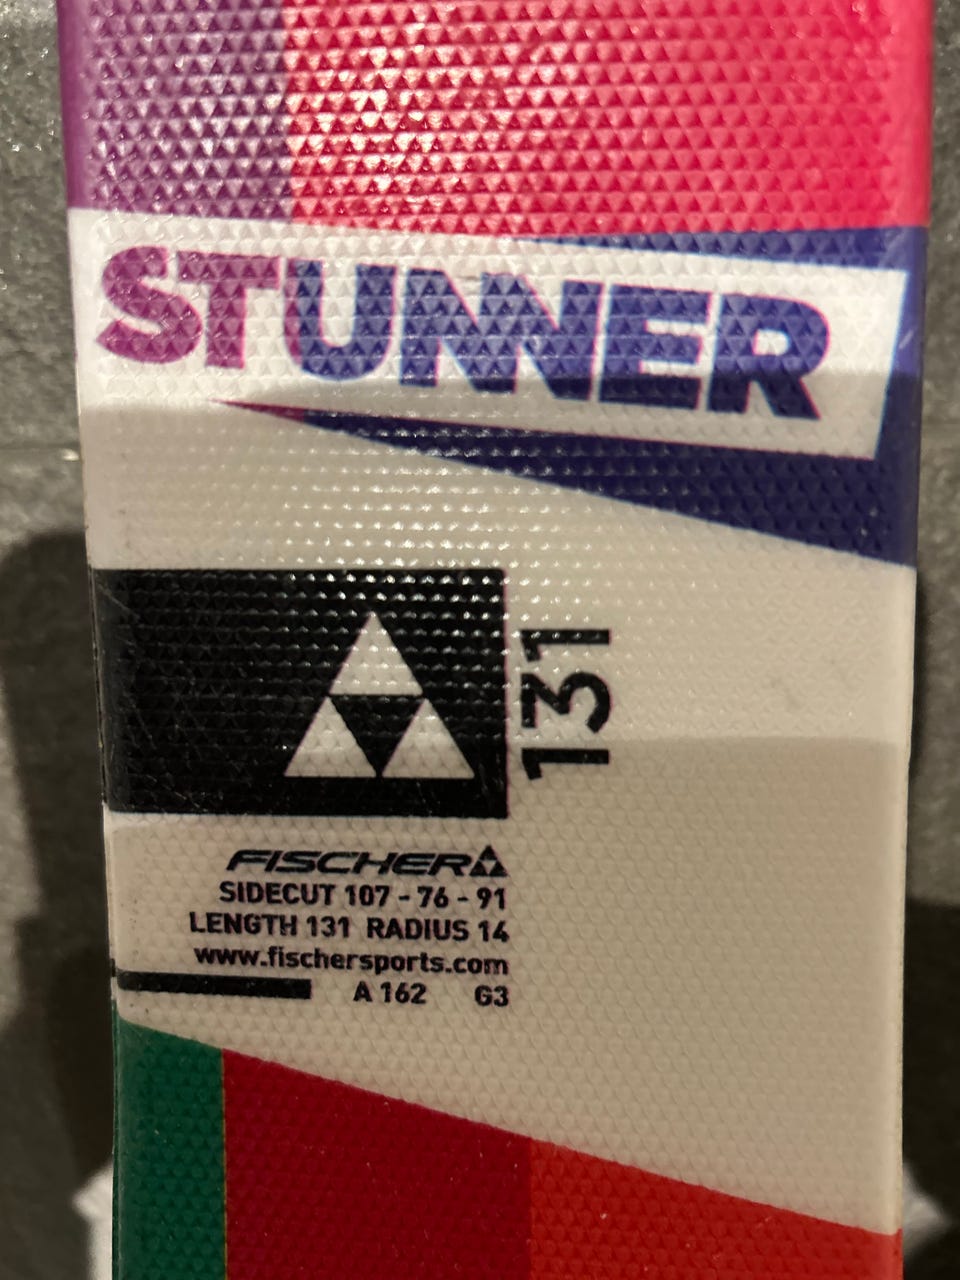 STUNNER
131
FISCHER
SIDECUT 107 - 76 - 91
LENGTH 131 RADIUS 14
www.fischersports.com
A 162 G3